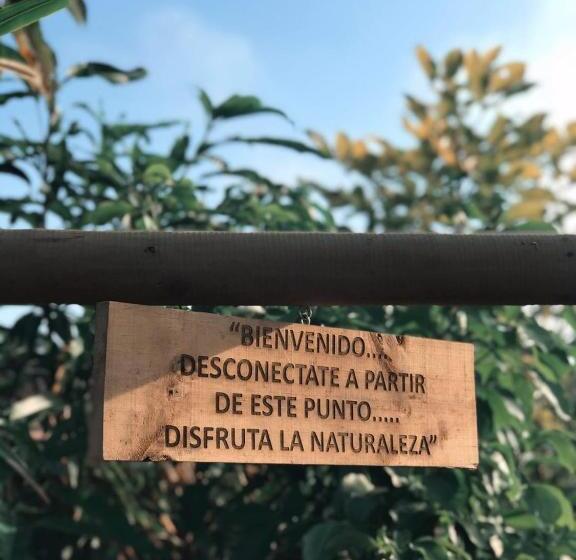 “BIENVENIDO.....
DESCONECTATE A PARTIR
DE ESTE PUNTO.....
DISFRUTA LA NATURALEZA”